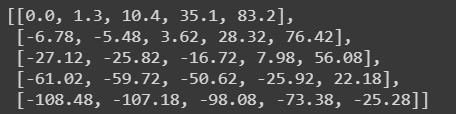 [[0.0, 1.3, 10.4, 35.1, 83.2],
[-6.78, -5.48, 3.62, 28.32, 76.42],
[-27.12, -25.82, -16.72, 7.98, 56.08],
[-61.02, -59.72, -50.62, -25.92, 22.18],
[-108.48, -107.18, -98.08, -73.38, -25.28]]